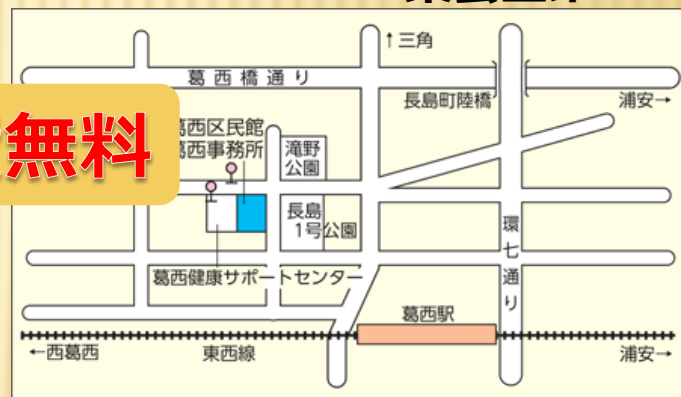 ↑三角
葛西橋通り
長島町陸橋
浦安→
無料
葛西区民館
葛西事務所
滝野
公園
長島
1号公園
環七通り
葛西健康サポートセンター
葛西駅
←西葛西
東西線
浦安→